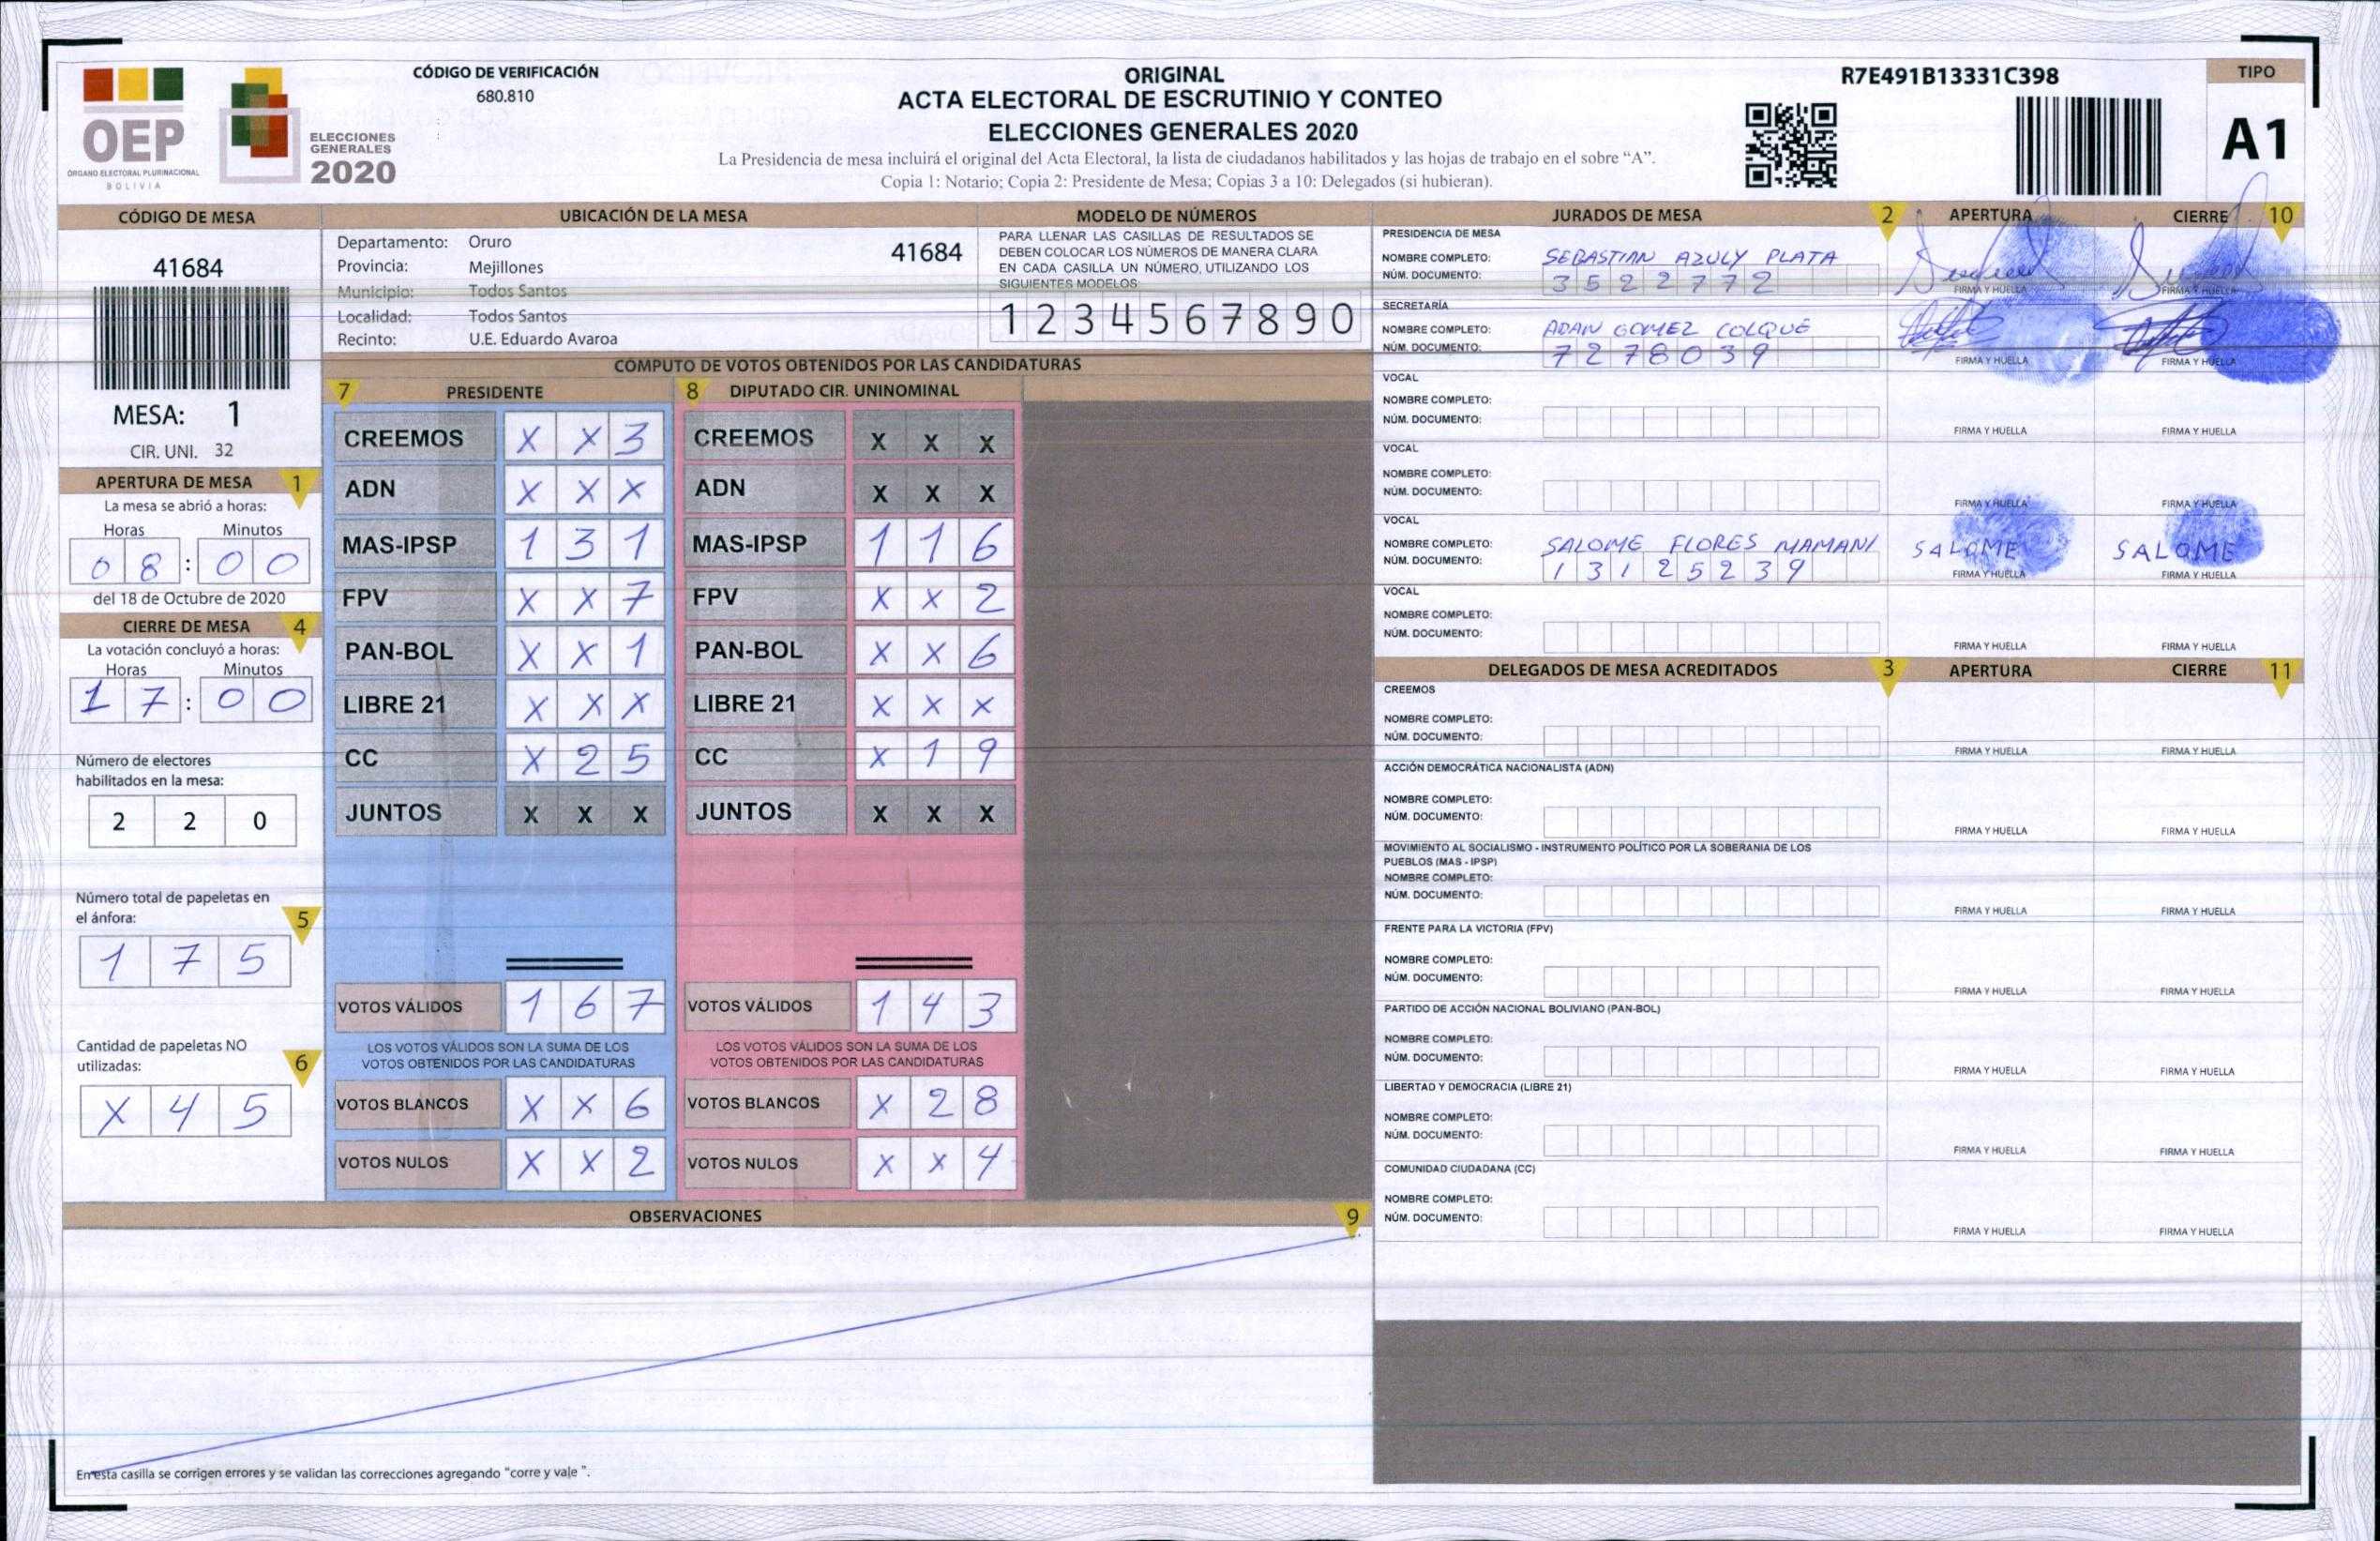 OEP
ÓRGANO ELECTORAL PLURINACIONAL
BOLIVIA
ELECCIONES
GENERALES
2020
CÓDIGO DE VERIFICACIÓN
680.810
ORIGINAL
ACTA ELECTORAL DE ESCRUTINIO Y CONTEO
ELECCIONES GENERALES 2020
La Presidencia de mesa incluirá el original del Acta Electoral, la lista de ciudadanos habilitados y las hojas de trabajo en el sobre “A”.
Copia 1: Notario; Copia 2: Presidente de Mesa; Copias 3 a 10: Delegados (si hubieran).
R7E491B13331C398
TIPO
A1
CÓDIGO DE MESA
41684
MESA: 1
CIR. UNI. 32
APERTURA DE MESA 1
La mesa se abrió a horas:
Horas Minutos
0 8 : 0 0
del 18 de Octubre de 2020
CIERRE DE MESA 4
La votación concluyó a horas:
Horas Minutos
1 7 : 0 0
Número de electores
habilitados en la mesa:
2 2 0
Número total de papeletas en
el ánfora: 5
1 7 5
Cantidad de papeletas NO
utilizadas: 6
X 4 5
UBICACIÓN DE LA MESA
Departamento: Oruro 41684
Provincia: Mejillones
Municipio: Todos Santos
Localidad: Todos Santos
Recinto: U.E. Eduardo Avaroa
MODELO DE NÚMEROS
PARA LLENAR LAS CASILLAS DE RESULTADOS SE
DEBEN COLOCAR LOS NÚMEROS DE MANERA CLARA
EN CADA CASILLA UN NÚMERO, UTILIZANDO LOS
SIGUIENTES MODELOS:
1 2 3 4 5 6 7 8 9 0
COMPUTO DE VOTOS OBTENIDOS POR LAS CANDIDATURAS
7 PRESIDENTE 8 DIPUTADO CIR. UNINOMINAL
CREEMOS X X 3 CREEMOS X X X
ADN X X X ADN X X X
MAS-IPSP 1 3 1 MAS-IPSP 1 1 6
FPV X X 7 FPV X X 2
PAN-BOL X X 1 PAN-BOL X X 6
LIBRE 21 X X X LIBRE 21 X X X
CC X 2 5 CC X 1 9
JUNTOS X X X JUNTOS X X X
VOTOS VÁLIDOS 1 6 7 VOTOS VÁLIDOS 1 4 3
LOS VOTOS VÁLIDOS SON LA SUMA DE LOS LOS VOTOS VÁLIDOS SON LA SUMA DE LOS
VOTOS OBTENIDOS POR LAS CANDIDATURAS VOTOS OBTENIDOS POR LAS CANDIDATURAS
VOTOS BLANCOS X X 6 VOTOS BLANCOS X 2 8
VOTOS NULOS X X 2 VOTOS NULOS X X 4
OBSERVACIONES 9
En esta casilla se corrigen errores y se validan las correcciones agregando “corre y vale ”.
JURADOS DE MESA 2 APERTURA CIERRE 10
PRESIDENCIA DE MESA
NOMBRE COMPLETO: SEBASTIAN AZULY PLATA
NÚM. DOCUMENTO: 3 5 2 2 7 7 2 FIRMA Y HUELLA FIRMA Y HUELLA
SECRETARÍA
NOMBRE COMPLETO: ADAN GOMEZ COLQUE
NÚM. DOCUMENTO: 7 2 7 8 0 3 9 FIRMA Y HUELLA FIRMA Y HUELLA
VOCAL
NOMBRE COMPLETO:
NÚM. DOCUMENTO: FIRMA Y HUELLA FIRMA Y HUELLA
VOCAL
NOMBRE COMPLETO:
NÚM. DOCUMENTO: FIRMA Y HUELLA FIRMA Y HUELLA
VOCAL
NOMBRE COMPLETO: SALOME FLORES MAMANI SALOME SALOME
NÚM. DOCUMENTO: 1 3 1 2 5 2 3 9 FIRMA Y HUELLA FIRMA Y HUELLA
VOCAL
NOMBRE COMPLETO:
NÚM. DOCUMENTO: FIRMA Y HUELLA FIRMA Y HUELLA
DELEGADOS DE MESA ACREDITADOS 3 APERTURA CIERRE 11
CREEMOS
NOMBRE COMPLETO:
NÚM. DOCUMENTO: FIRMA Y HUELLA FIRMA Y HUELLA
ACCIÓN DEMOCRÁTICA NACIONALISTA (ADN)
NOMBRE COMPLETO:
NÚM. DOCUMENTO: FIRMA Y HUELLA FIRMA Y HUELLA
MOVIMIENTO AL SOCIALISMO - INSTRUMENTO POLÍTICO POR LA SOBERANIA DE LOS
PUEBLOS (MAS - IPSP)
NOMBRE COMPLETO:
NÚM. DOCUMENTO: FIRMA Y HUELLA FIRMA Y HUELLA
FRENTE PARA LA VICTORIA (FPV)
NOMBRE COMPLETO:
NÚM. DOCUMENTO: FIRMA Y HUELLA FIRMA Y HUELLA
PARTIDO DE ACCIÓN NACIONAL BOLIVIANO (PAN-BOL)
NOMBRE COMPLETO:
NÚM. DOCUMENTO: FIRMA Y HUELLA FIRMA Y HUELLA
LIBERTAD Y DEMOCRACIA (LIBRE 21)
NOMBRE COMPLETO:
NÚM. DOCUMENTO: FIRMA Y HUELLA FIRMA Y HUELLA
COMUNIDAD CIUDADANA (CC)
NOMBRE COMPLETO:
NÚM. DOCUMENTO: FIRMA Y HUELLA FIRMA Y HUELLA